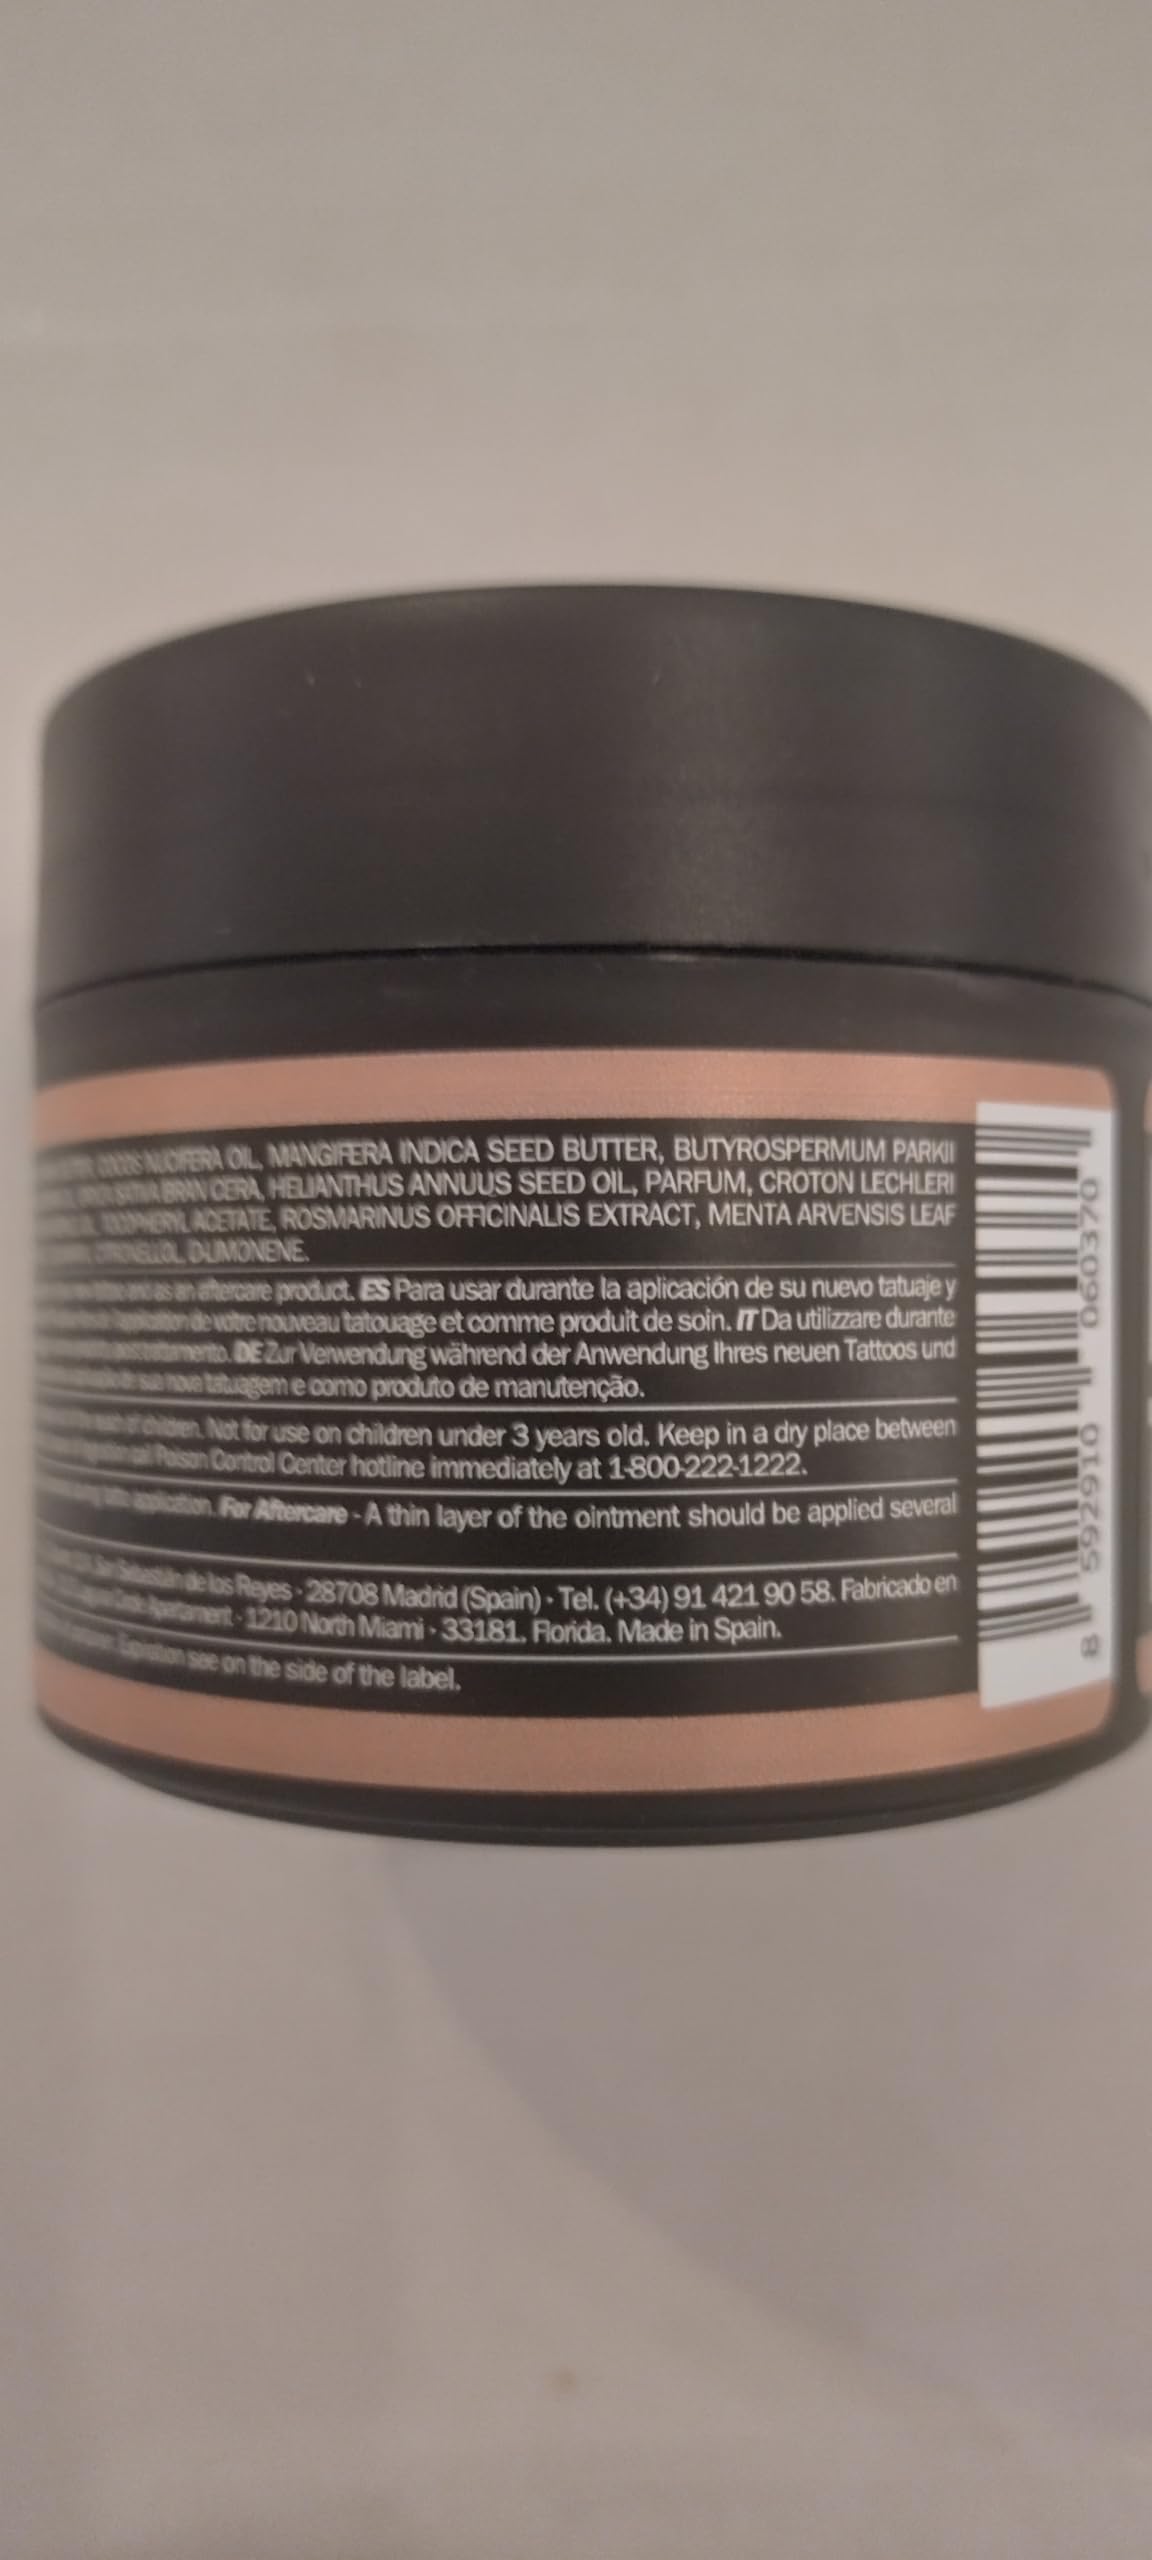 COCOS NUCIFERA OIL, MANGIFERA INDICA SEED BUTTER, BUTYROSPERMUM PARKII
SATIVA BRAN CERA, HELIANTHUS ANNUUS SEED OIL, PARFUM, CROTON LECHLERI
TOCOPHERYL ACETATE, ROSMARINUS OFFICINALIS EXTRACT, MENTA ARVENSIS LEAF
CITRONELLOL, D-LIMONENE.
and as an aftercare product. ES Para usar durante la aplicación de su nuevo tatuaje y
de votre nouveau tatouage et comme produit de soin. IT Da utilizzare durante
DE Zur Verwendung während der Anwendung Ihres neuen Tattoos und
de sua nova tatuagem e como produto de manutenção.
of children. Not for use on children under 3 years old. Keep in a dry place between
Poison Control Center hotline immediately at 1-800-222-1222.
application. For Aftercare - A thin layer of the ointment should be applied several
San Sebastián de los Reyes · 28708 Madrid (Spain) · Tel. (+34) 91 421 90 58. Fabricado en
Apartament · 1210 North Miami · 33181. Florida. Made in Spain.
Expiration see on the side of the label.
8 592910 060370